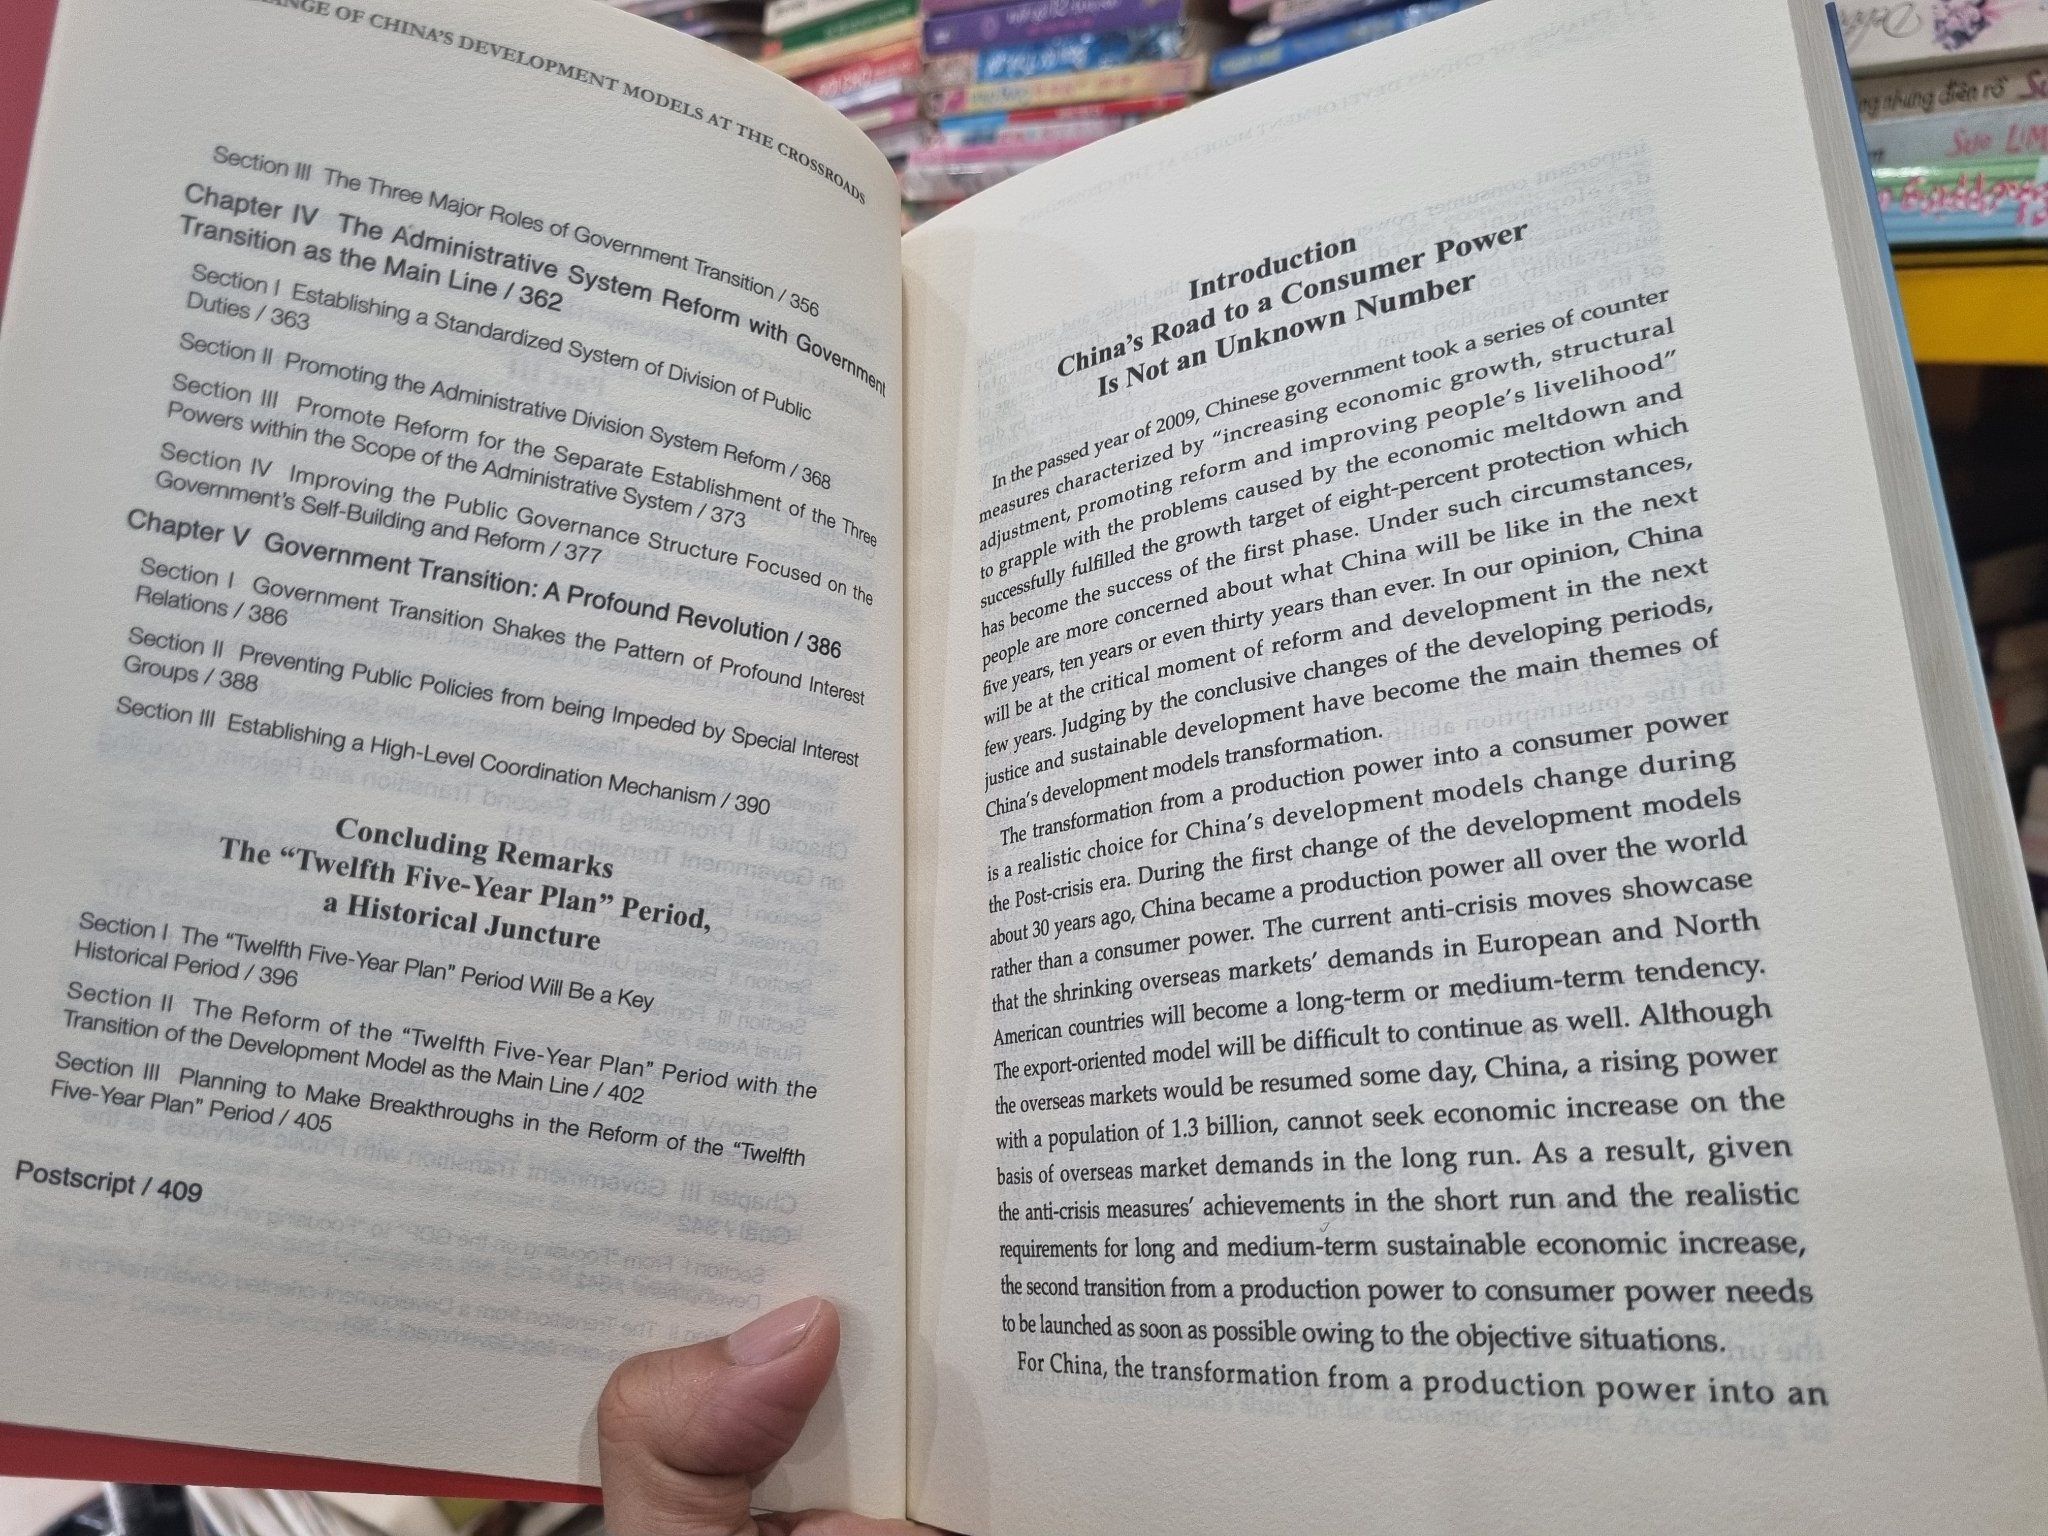 CHANGE OF CHINA'S DEVELOPMENT MODELS AT THE CROSSROADS
Section III The Three Major Roles of Government Transition / 356
Chapter IV The Administrative System Reform with Government
Transition as the Main Line / 362
Section I Establishing a Standardized System of Division of Public
Duties / 363
Section II Promoting the Administrative Division System Reform / 368
Section III Promote Reform for the Separate Establishment of the Three
Powers within the Scope of the Administrative System / 373
Section IV Improving the Public Governance Structure Focused on the
Government's Self-Building and Reform / 377
Chapter V Government Transition: A Profound Revolution / 386
Section I Government Transition Shakes the Pattern of Profound Interest
Relations / 386
Section II Preventing Public Policies from being Impeded by Special Interest
Groups / 388
Section III Establishing a High-Level Coordination Mechanism / 390
Concluding Remarks
The “Twelfth Five-Year Plan” Period,
a Historical Juncture
Section I The “Twelfth Five-Year Plan” Period Will Be a Key
Historical Period / 396
Section II The Reform of the “Twelfth Five-Year Plan” Period with the
Transition of the Development Model as the Main Line / 402
Section III Planning to Make Breakthroughs in the Reform of the “Twelfth
Five-Year Plan” Period / 405
Postscript / 409
Introduction
China's Road to a Consumer Power
Is Not an Unknown Number
In the passed year of 2009, Chinese government took a series of counter
measures characterized by “increasing economic growth, structural
adjustment, promoting reform and improving people's livelihood”
to grapple with the problems caused by the economic meltdown and
successfully fulfilled the growth target of eight-percent protection which
has become the success of the first phase. Under such circumstances,
people are more concerned about what China will be like in the next
five years, ten years or even thirty years than ever. In our opinion, China
will be at the critical moment of reform and development in the next
few years. Judging by the conclusive changes of the developing periods,
justice and sustainable development have become the main themes of
China's development models transformation.
The transformation from a production power into a consumer power
is a realistic choice for China's development models change during
the Post-crisis era. During the first change of the development models
about 30 years ago, China became a production power all over the world
rather than a consumer power. The current anti-crisis moves showcase
that the shrinking overseas markets' demands in European and North
American countries will become a long-term or medium-term tendency.
The export-oriented model will be difficult to continue as well. Although
the overseas markets would be resumed some day, China, a rising power
with a population of 1.3 billion, cannot seek economic increase on the
basis of overseas market demands in the long run. As a result, given
the anti-crisis measures' achievements in the short run and the realistic
requirements for long and medium-term sustainable economic increase,
the second transition from a production power to consumer power needs
to be launched as soon as possible owing to the objective situations.
For China, the transformation from a production power into an